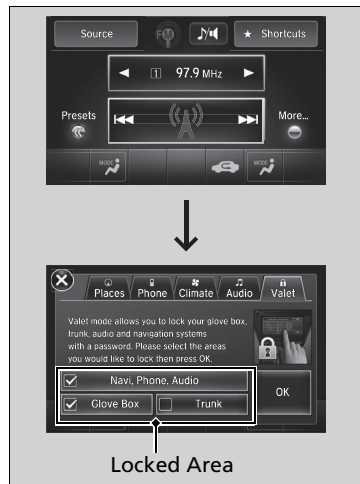 Source FM ★ Shortcuts
◄ 1 97.9 MHz ►
Presets More...
MODE MODE
Places Phone Climate Audio Valet
Valet mode allows you to lock your glove box,
trunk, audio and navigation systems
with a password. Please select the areas
you would like to lock then press OK.
Navi, Phone, Audio
Glove Box Trunk OK
Locked Area